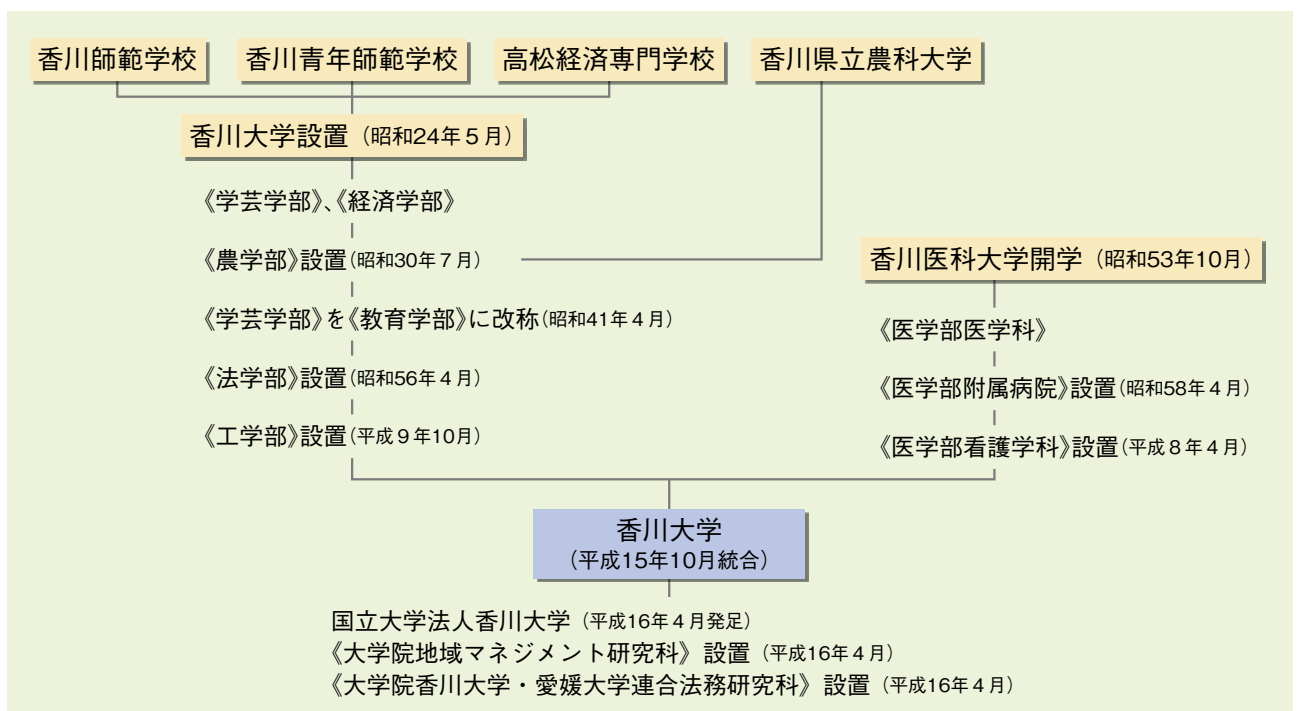 香川師範学校
香川青年師範学校
高松経済専門学校
香川県立農科大学
香川大学設置（昭和24年５月）
《学芸学部》、《経済学部》
《農学部》設置（昭和30年７月）
《学芸学部》を《教育学部》に改称（昭和41年４月）
《法学部》設置（昭和56年４月）
《工学部》設置（平成９年10月）
香川医科大学開学（昭和53年10月）
《医学部医学科》
《医学部附属病院》設置（昭和58年４月）
《医学部看護学科》設置（平成８年４月）
香川大学
（平成15年10月統合）
国立大学法人香川大学（平成16年４月発足）
《大学院地域マネジメント研究科》設置（平成16年４月）
《大学院香川大学・愛媛大学連合法務研究科》設置（平成16年４月）